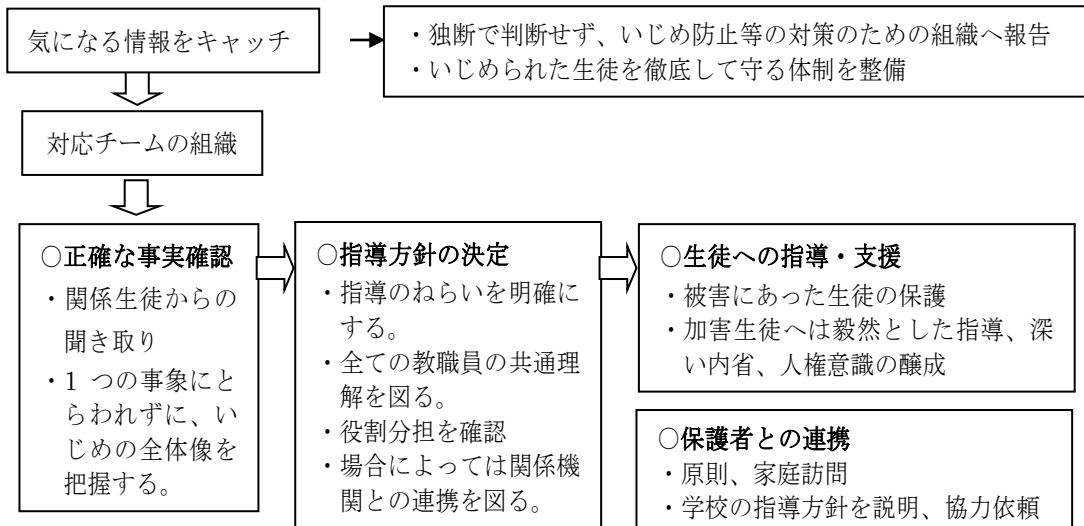 気になる情報をキャッチ
・独断で判断せず、いじめ防止等の対策のための組織へ報告
・いじめられた生徒を徹底して守る体制を整備
対応チームの組織
○正確な事実確認
・関係生徒からの
聞き取り
・1 つの事象にと
らわれずに、い
じめの全体像を
把握する。
○指導方針の決定
・指導のねらいを明確に
する。
・全ての教職員の共通理
解を図る。
・役割分担を確認
・場合によっては関係機
関との連携を図る。
○生徒への指導・支援
・被害にあった生徒の保護
・加害生徒へは毅然とした指導、深
い内省、人権意識の醸成
○保護者との連携
・原則、家庭訪問
・学校の指導方針を説明、協力依頼